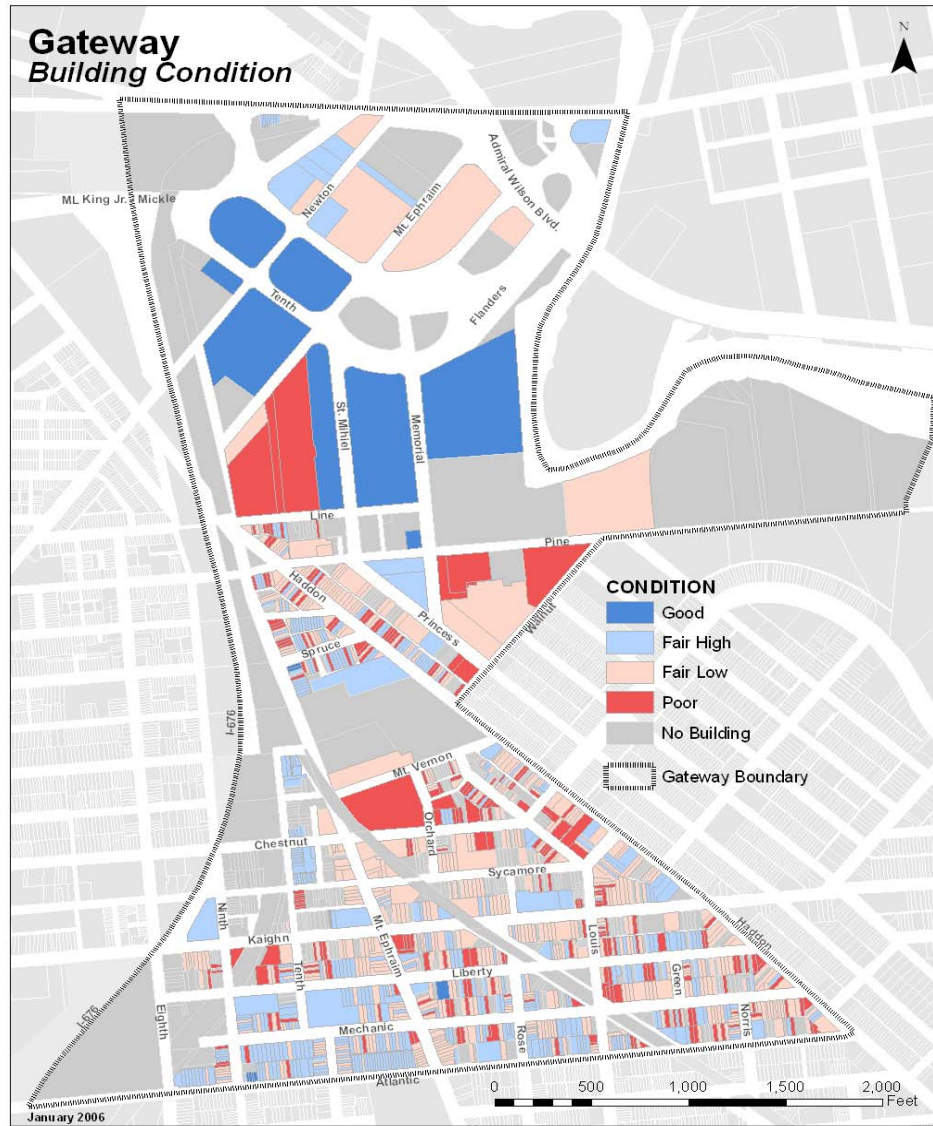 Gateway
Building Condition
N
Admiral Wilson Blvd.
ML King Jr. / Mickle
Newton
Mt. Ephraim
Tenth
Flanders
St. Mihiel
Memorial
Line
Pine
Haddon
Princess
Walnut
Spruce
CONDITION
Good
Fair High
Fair Low
Poor
No Building
Gateway Boundary
I-676
Mt. Vernon
Orchard
Chestnut
Sycamore
Ninth
Mt. Ephraim
Louis
Haddon
Kaighn
Tenth
Liberty
Green
Eighth
I-676
Mechanic
Rose
Norris
Atlantic
0 500 1,000 1,500 2,000
Feet
January 2006